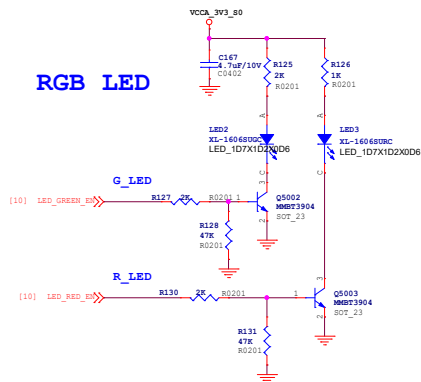 VCCA_3V3_S0
C167
4.7uF/10V
C0402
R125
2K
R0201
R126
1K
R0201
RGB LED
A
A
LED2
XL-1606SUGC
LED_1D7X1D2X0D6
LED3
XL-1606SURC
LED_1D7X1D2X0D6
C
C
G_LED
[10] LED_GREEN_EN
R127 2K R0201 1
3
Q5002
MMBT3904
SOT_23
2
R128
47K
R0201
R_LED
[10] LED_RED_EN
R130 2K R0201 1
3
Q5003
MMBT3904
SOT_23
2
R131
47K
R0201